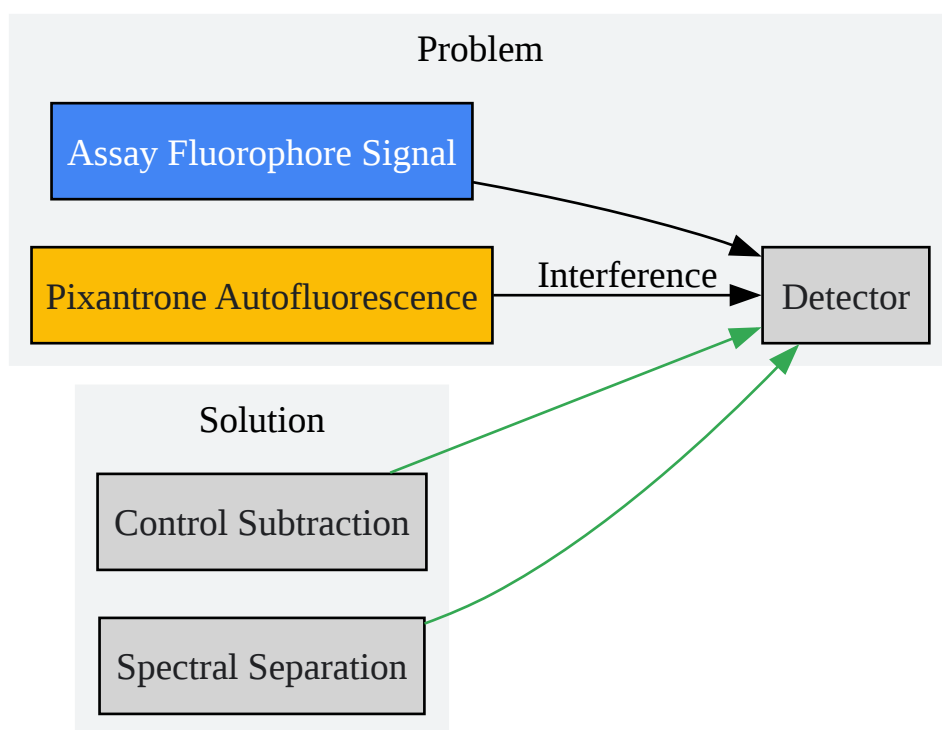 Problem
Assay Fluorophore Signal
Pixantrone Autofluorescence
Interference
Detector
Solution
Control Subtraction
Spectral Separation